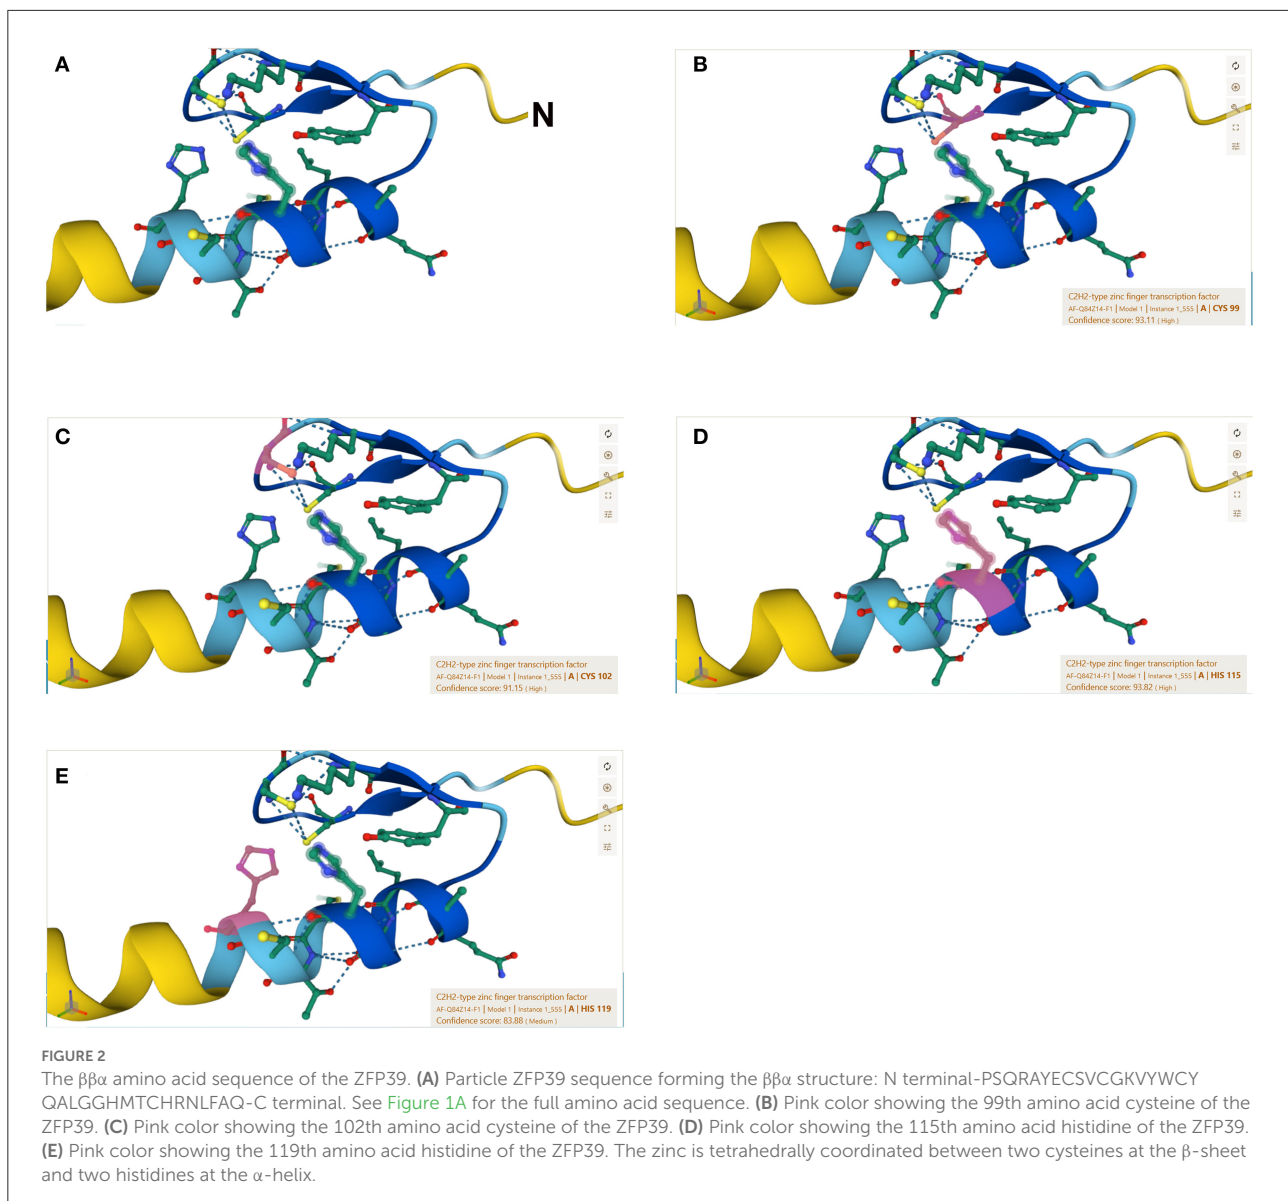 A
N
B
C2H2-type zinc finger transcription factor
AF-Q84Z14-F1 | Model 1 | Instance 1_555 | A | CYS 99
Confidence score: 93.11 ( High )
C
C2H2-type zinc finger transcription factor
AF-Q84Z14-F1 | Model 1 | Instance 1_555 | A | CYS 102
Confidence score: 91.15 ( High )
D
C2H2-type zinc finger transcription factor
AF-Q84Z14-F1 | Model 1 | Instance 1_555 | A | HIS 115
Confidence score: 93.82 ( High )
E
C2H2-type zinc finger transcription factor
AF-Q84Z14-F1 | Model 1 | Instance 1_555 | A | HIS 119
Confidence score: 83.88 ( Medium )
FIGURE 2
The ββα amino acid sequence of the ZFP39. (A) Particle ZFP39 sequence forming the ββα structure: N terminal-PSQRAYECSVCGKVYWCY
QALGGHMTCHRNLFAQ-C terminal. See Figure 1A for the full amino acid sequence. (B) Pink color showing the 99th amino acid cysteine of the
ZFP39. (C) Pink color showing the 102th amino acid cysteine of the ZFP39. (D) Pink color showing the 115th amino acid histidine of the ZFP39.
(E) Pink color showing the 119th amino acid histidine of the ZFP39. The zinc is tetrahedrally coordinated between two cysteines at the β-sheet
and two histidines at the α-helix.